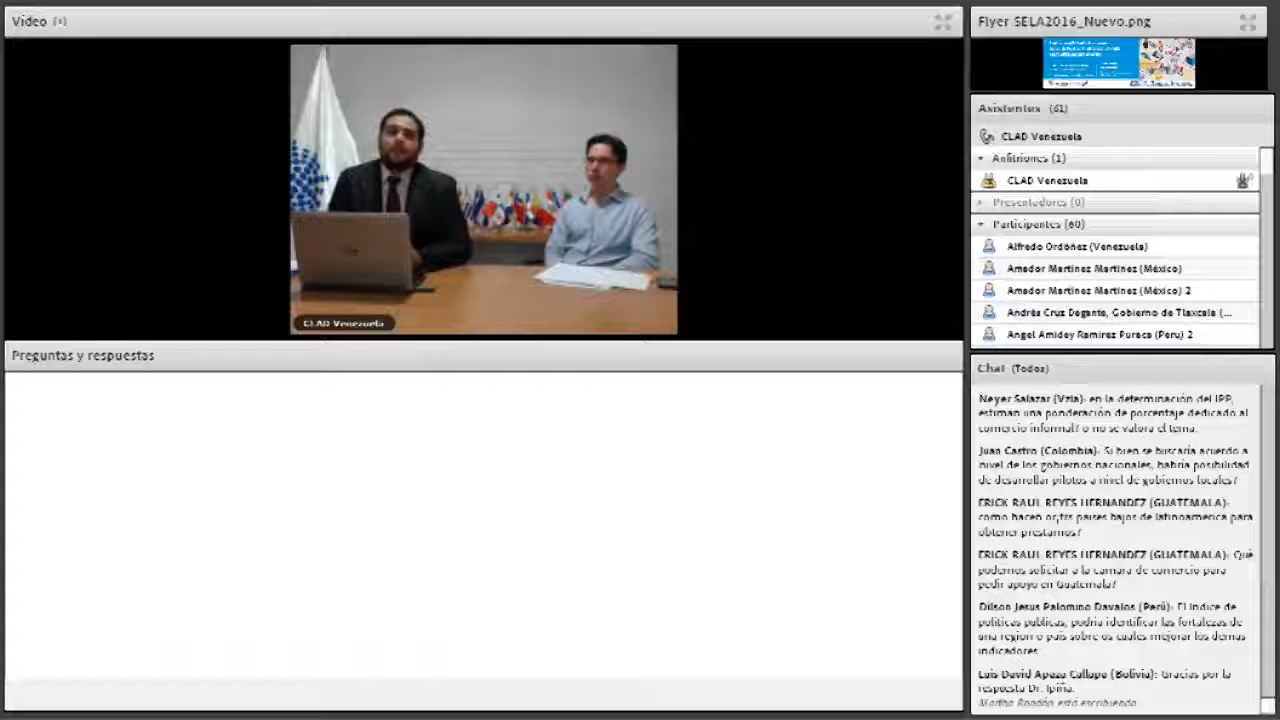 Video (1)
CLAD Venezuela
Preguntas y respuestas
Flyer SELA2016_Nuevo.png
Asistentes (61)
CLAD Venezuela
Anfitriones (1)
CLAD Venezuela
Presentadores (0)
Participantes (60)
Alfredo Ordóñez (Venezuela)
Amador Martínez Martínez (México)
Amador Martínez Martínez (México) 2
Andrés Cruz Degante, Gobierno de Tlaxcala (...
Angel Amidey Ramirez Pureca (Peru) 2
Chat (Todos)
Neyer Salazar (Vzla): en la determinación del IPP,
estiman una ponderación de porcentaje dedicado al
comercio informal? o no se valora el tema.
Juan Castro (Colombia): Si bien se buscaría acuerdo a
nivel de los gobiernos nacionales, habría posibilidad
de desarrollar pilotos a nivel de gobiernos locales?
ERICK RAUL REYES HERNANDEZ (GUATEMALA):
como hacen paises bajos de latinoamerica para
obtener prestamos?
ERICK RAUL REYES HERNANDEZ (GUATEMALA): Qué
podemos solicitar a la camara de comercio para
pedir apoyo en Guatemala?
Dilson Jesus Palomino Davalos (Perú): El índice de
politicas publicas, podria identificar las fortalezas de
una region o pais sobre os cuales mejorar los demas
indicadores
Luis David Apaza Callapa (Bolivia): Gracias por la
respuesta Dr. Ipiña.
Martha Rondón está escribiendo